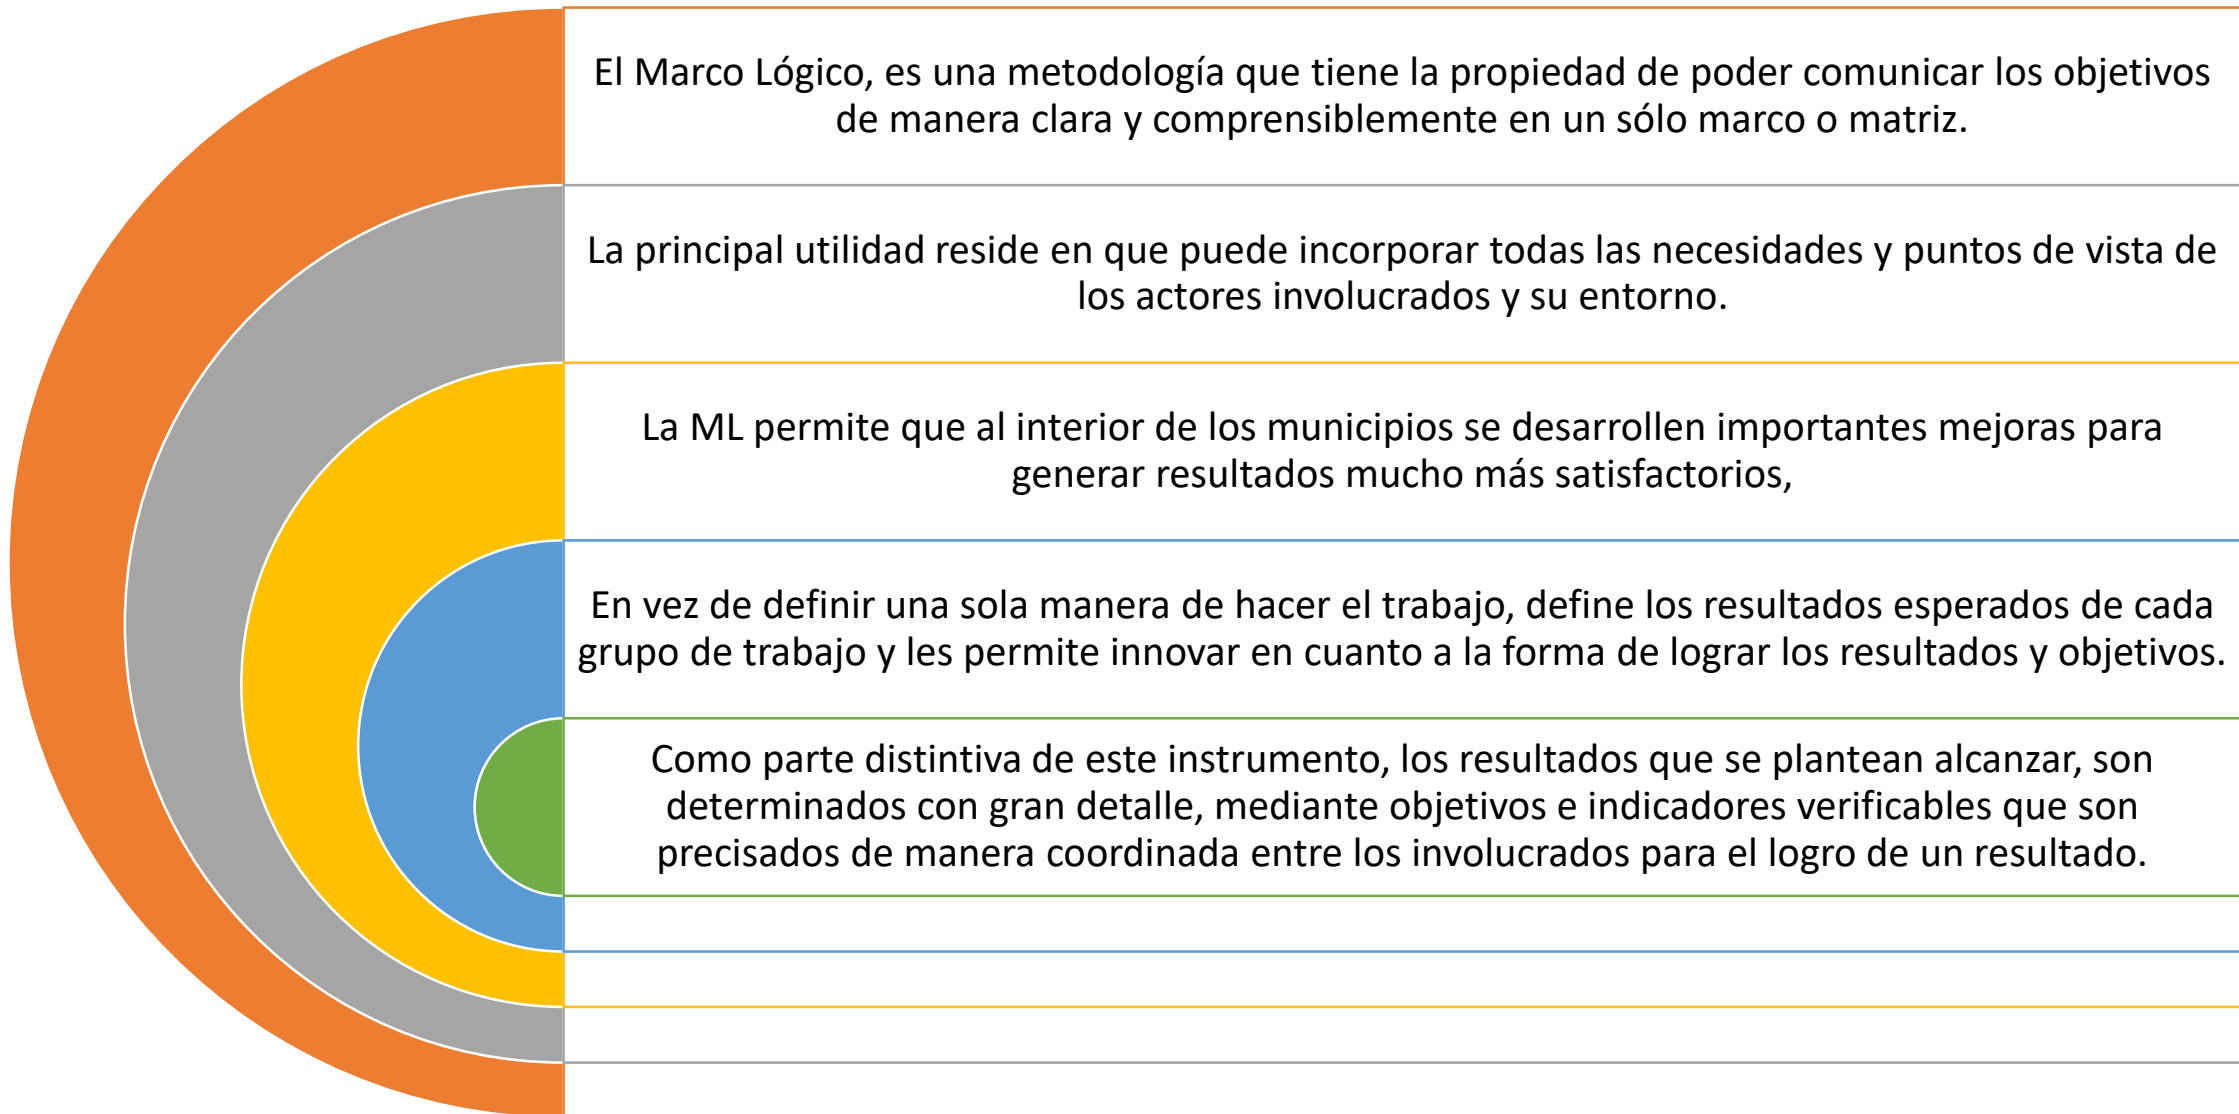 El Marco Lógico, es una metodología que tiene la propiedad de poder comunicar los objetivos
de manera clara y comprensiblemente en un sólo marco o matriz.
La principal utilidad reside en que puede incorporar todas las necesidades y puntos de vista de
los actores involucrados y su entorno.
La ML permite que al interior de los municipios se desarrollen importantes mejoras para
generar resultados mucho más satisfactorios,
En vez de definir una sola manera de hacer el trabajo, define los resultados esperados de cada
grupo de trabajo y les permite innovar en cuanto a la forma de lograr los resultados y objetivos.
Como parte distintiva de este instrumento, los resultados que se plantean alcanzar, son
determinados con gran detalle, mediante objetivos e indicadores verificables que son
precisados de manera coordinada entre los involucrados para el logro de un resultado.